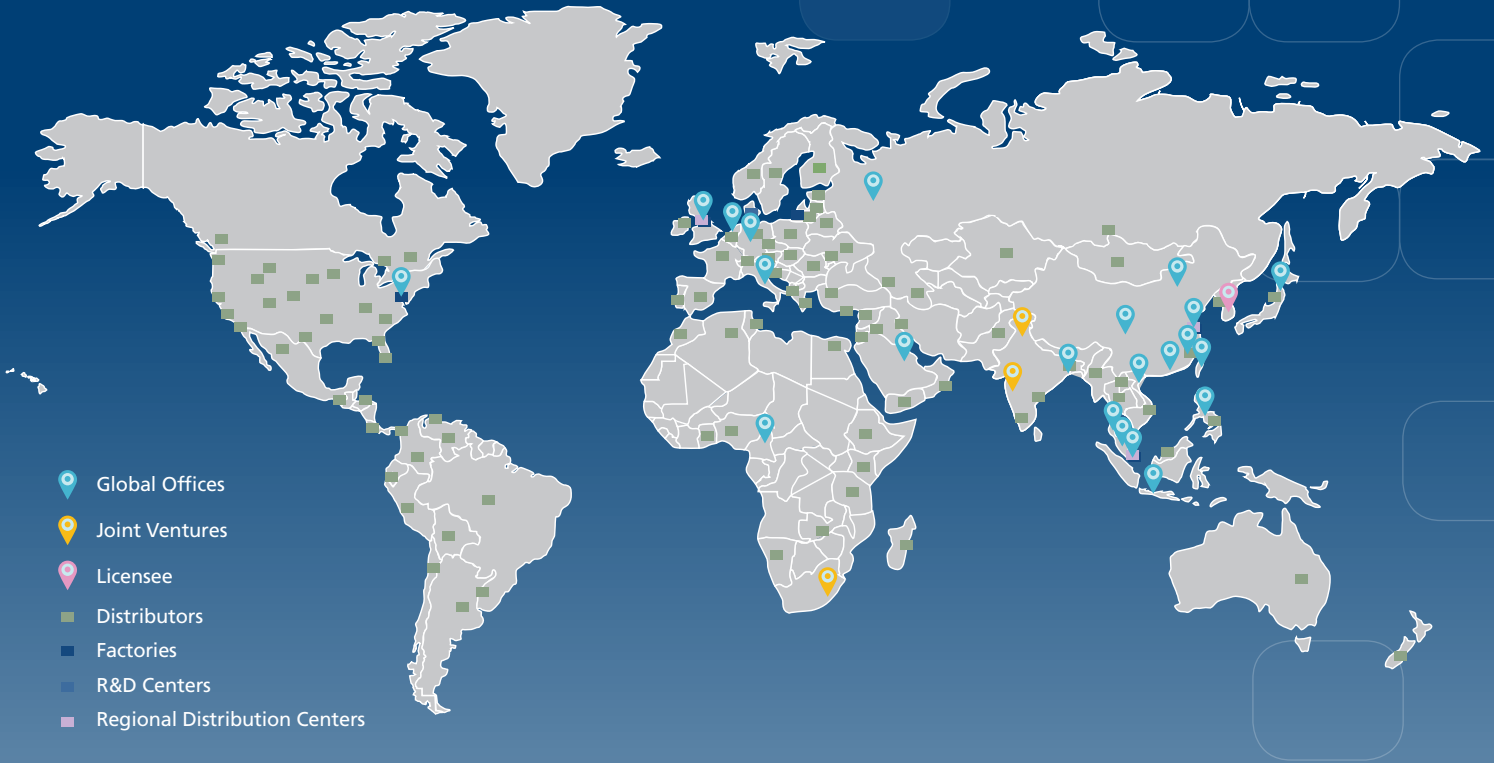 Global Offices
Joint Ventures
Licensee
Distributors
Factories
R&D Centers
Regional Distribution Centers